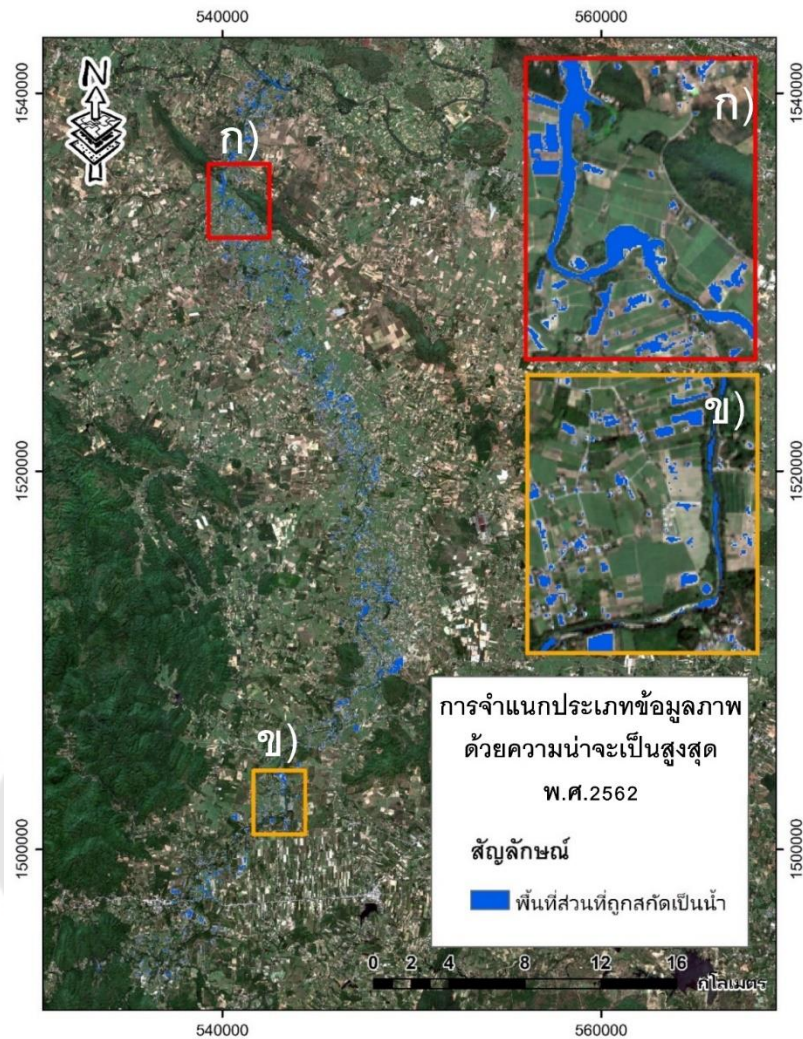 540000 560000
N
ก) ก)
1540000 1540000
ข)
1520000 1520000
การจำแนกประเภทข้อมูลภาพ
ด้วยความน่าจะเป็นสูงสุด
พ.ศ.2562
ข)
สัญลักษณ์
1500000 1500000
พื้นที่ส่วนที่ถูกสกัดเป็นน้ำ
0 2 4 8 12 16
กิโลเมตร
540000 560000